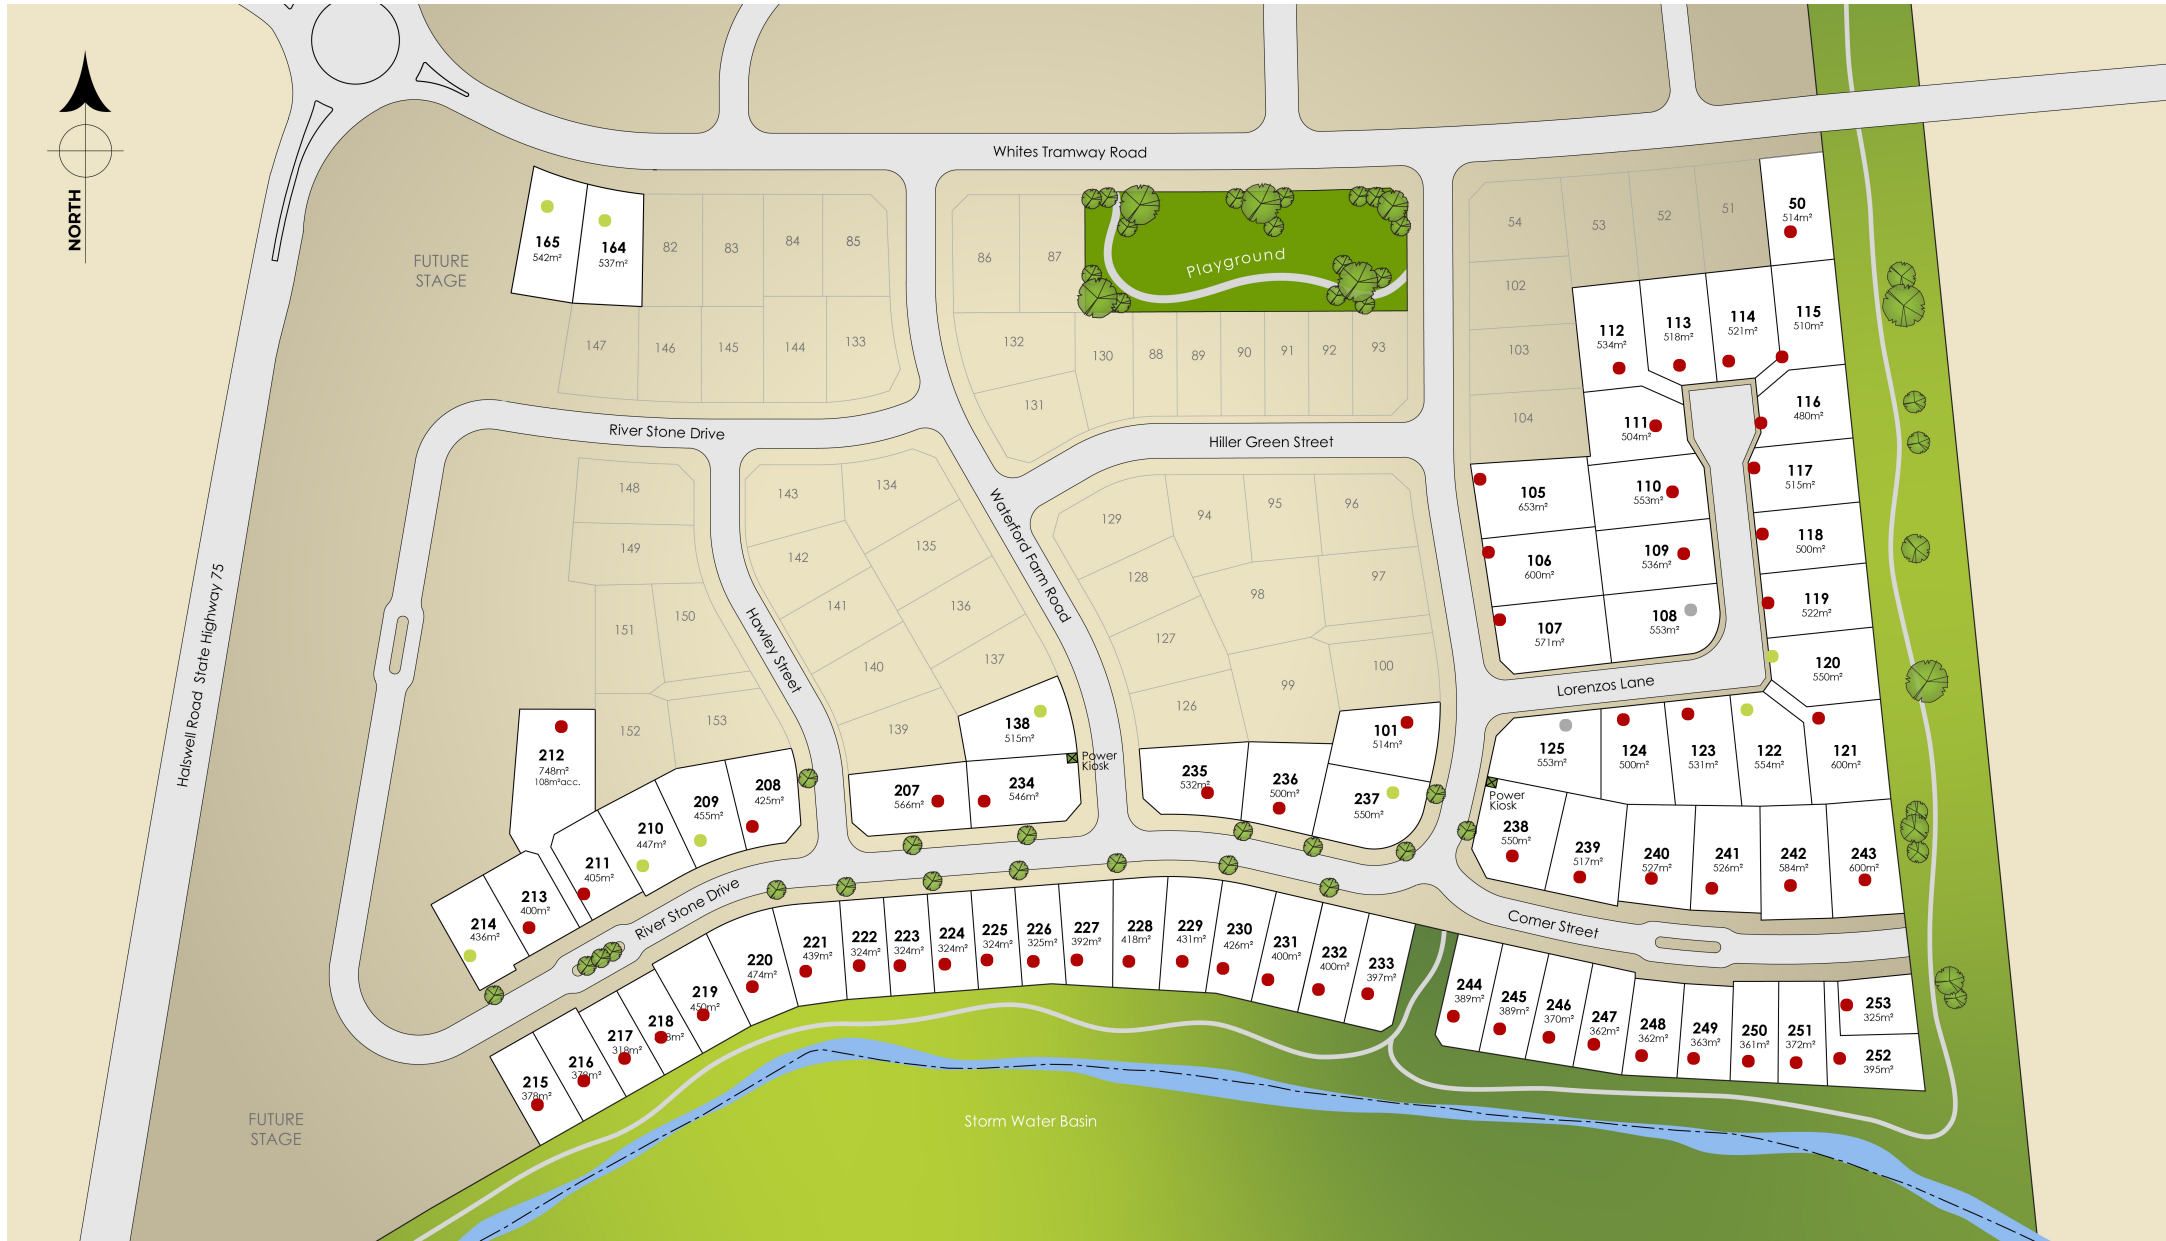 NORTH
Whites Tramway Road
165
542m²
164
537m²
82
83
84
85
86
87
Playground
54
53
52
51
50
514m²
FUTURE
STAGE
147
146
145
144
133
132
131
130
88
89
90
91
92
93
102
103
104
112
534m²
113
518m²
114
521m²
115
510m²
111
504m²
116
480m²
River Stone Drive
Hiller Green Street
Waterford Farm Road
Hawley Street
Halswell Road State Highway 75
148
149
150
151
152
153
143
134
142
135
141
136
140
137
139
138
515m²
129
94
95
96
128
98
97
127
99
100
126
101
514m²
105
653m²
110
553m²
106
600m²
109
536m²
107
571m²
108
553m²
117
515m²
118
500m²
119
522m²
120
550m²
Lorenzos Lane
125
553m²
124
500m²
123
531m²
122
554m²
121
600m²
Power
Kiosk
Power
Kiosk
212
748m²
108m²acc.
208
425m²
209
455m²
210
447m²
211
405m²
213
400m²
214
436m²
207
566m²
234
546m²
235
532m²
236
500m²
237
550m²
238
550m²
239
517m²
240
527m²
241
526m²
242
584m²
243
600m²
River Stone Drive
Comer Street
215
378m²
216
217
318m²
218
219
450m²
220
474m²
221
439m²
222
324m²
223
324m²
224
324m²
225
324m²
226
325m²
227
392m²
228
418m²
229
431m²
230
426m²
231
400m²
232
400m²
233
397m²
244
389m²
245
389m²
246
370m²
247
362m²
248
362m²
249
363m²
250
361m²
251
372m²
253
325m²
252
395m²
Storm Water Basin
FUTURE
STAGE